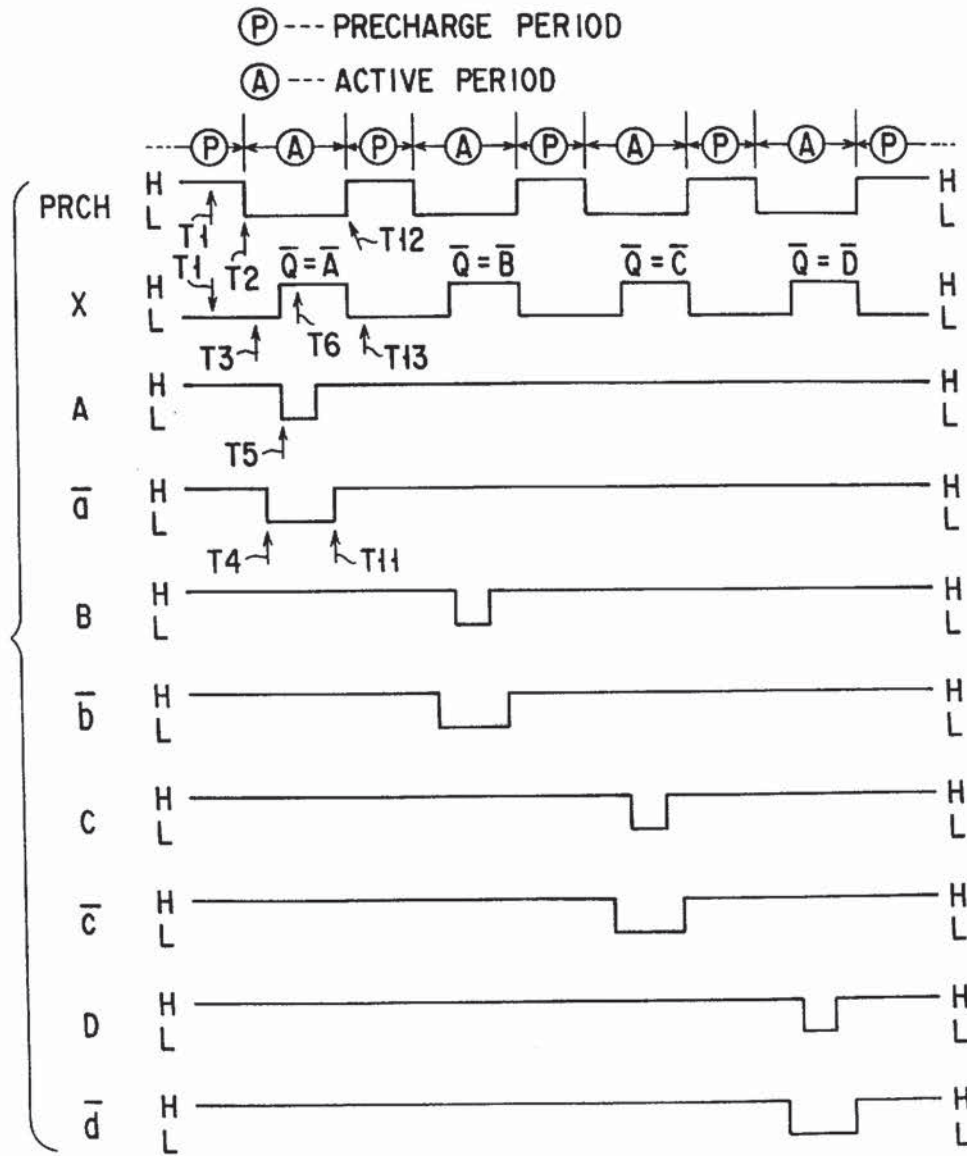 Ⓟ --- PRECHARGE PERIOD
Ⓐ --- ACTIVE PERIOD
Ⓟ Ⓐ Ⓟ Ⓐ Ⓟ Ⓐ Ⓟ Ⓐ Ⓟ
PRCH H L H L
T1 T2 T12
T1 Q̅=A̅ Q̅=B̅ Q̅=C̅ Q̅=D̅
X H L H L
T3 T6 T13
A H L H L
T5
a̅ H L H L
T4 T11
B H L H L
b̅ H L H L
C H L H L
c̅ H L H L
D H L H L
d̅ H L H L